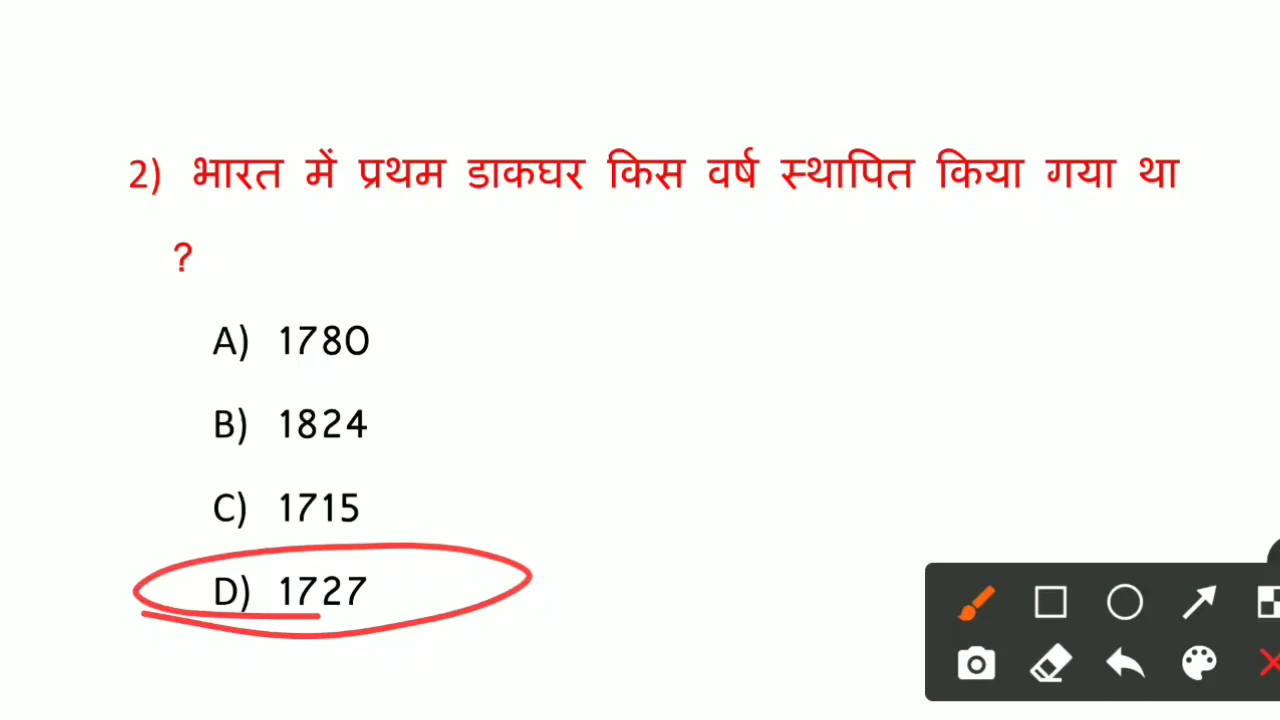 2) भारत में प्रथम डाकघर किस वर्ष स्थापित किया गया था
?
A) 1780
B) 1824
C) 1715
D) 1727